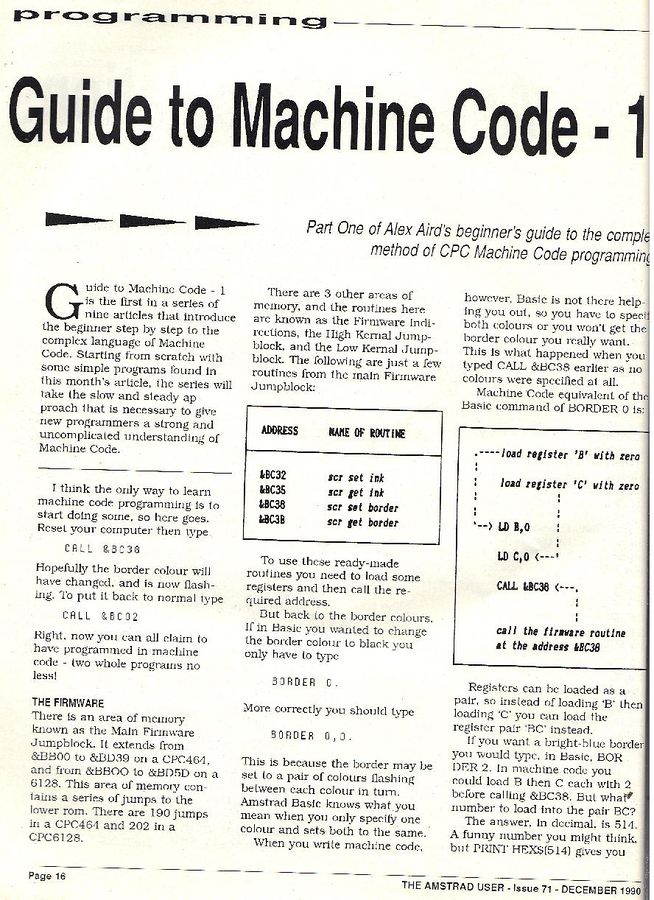 programming
Guide to Machine Code - 1
Part One of Alex Aird's beginner's guide to the comple
method of CPC Machine Code programming
Guide to Machine Code - 1
is the first in a series of
nine articles that introduce
the beginner step by step to the
complex language of Machine
Code. Starting from scratch with
some simple programs found in
this month's article, the series will
take the slow and steady ap
proach that is necessary to give
new programmers a strong and
uncomplicated understanding of
Machine Code.
I think the only way to learn
machine code programming is to
start doing some, so here goes.
Reset your computer then type
CALL &BC38
Hopefully the border colour will
have changed, and is now flash-
ing. To put it back to normal type
CALL &BC02
Right, now you can all claim to
have programmed in machine
code - two whole programs no
less!
THE FIRMWARE
There is an area of memory
known as the Main Firmware
Jumpblock. It extends from
&BB00 to &BD39 on a CPC464,
and from &BBOO to &BD5D on a
6128. This area of memory con-
tains a series of jumps to the
lower rom. There are 190 jumps
in a CPC464 and 202 in a
CPC6128.
There are 3 other areas of
memory, and the routines here
are known as the Firmware Indi-
rections, the High Kernal Jump-
block, and the Low Kernal Jump-
block. The following are just a few
routines from the main Firmware
Jumpblock:
ADDRESS NAME OF ROUTINE
&BC32 scr set ink
&BC35 scr get ink
&BC38 scr set border
&BC3B scr get border
To use these ready-made
routines you need to load some
registers and then call the re-
quired address.
But back to the border colours.
If in Basic you wanted to change
the border colour to black you
only have to type
BORDER 0.
More correctly you should type
BORDER 0,0.
This is because the border may be
set to a pair of colours flashing
between each colour in turn.
Amstrad Basic knows what you
mean when you only specify one
colour and sets both to the same.
When you write machine code,
however, Basic is not there help-
ing you out, so you have to speci
both colours or you won't get the
border colour you really want.
This is what happened when you
typed CALL &BC38 earlier as no
colours were specified at all.
Machine Code equivalent of the
Basic command of BORDER 0 is:
.----load register 'B' with zero
load register 'C' with zero
'--> LD B,0
LD C,0 <---'
CALL &BC38 <---.
call the firmware routine
at the address &BC38
Registers can be loaded as a
pair, so instead of loading 'B' then
loading 'C' you can load the
register pair 'BC' instead.
If you want a bright-blue border
you would type, in Basic, BOR
DER 2. In machine code you
could load B then C each with 2
before calling &BC38. But what
number to load into the pair BC?
The answer, in decimal, is 514.
A funny number you might think,
but PRINT HEX$(514) gives you
Page 16
THE AMSTRAD USER - Issue 71 - DECEMBER 1990